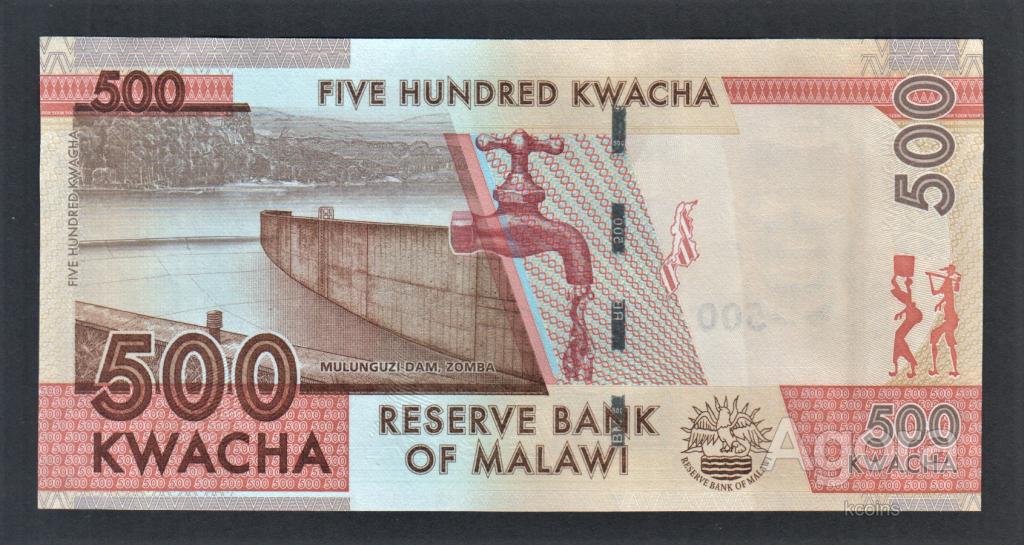 500
FIVE HUNDRED KWACHA
500
FIVE HUNDRED KWACHA
MULUNGUZI DAM, ZOMBA
500
KWACHA
RESERVE BANK
OF MALAWI
RESERVE BANK OF MALAWI
500
KWACHA
kcoins